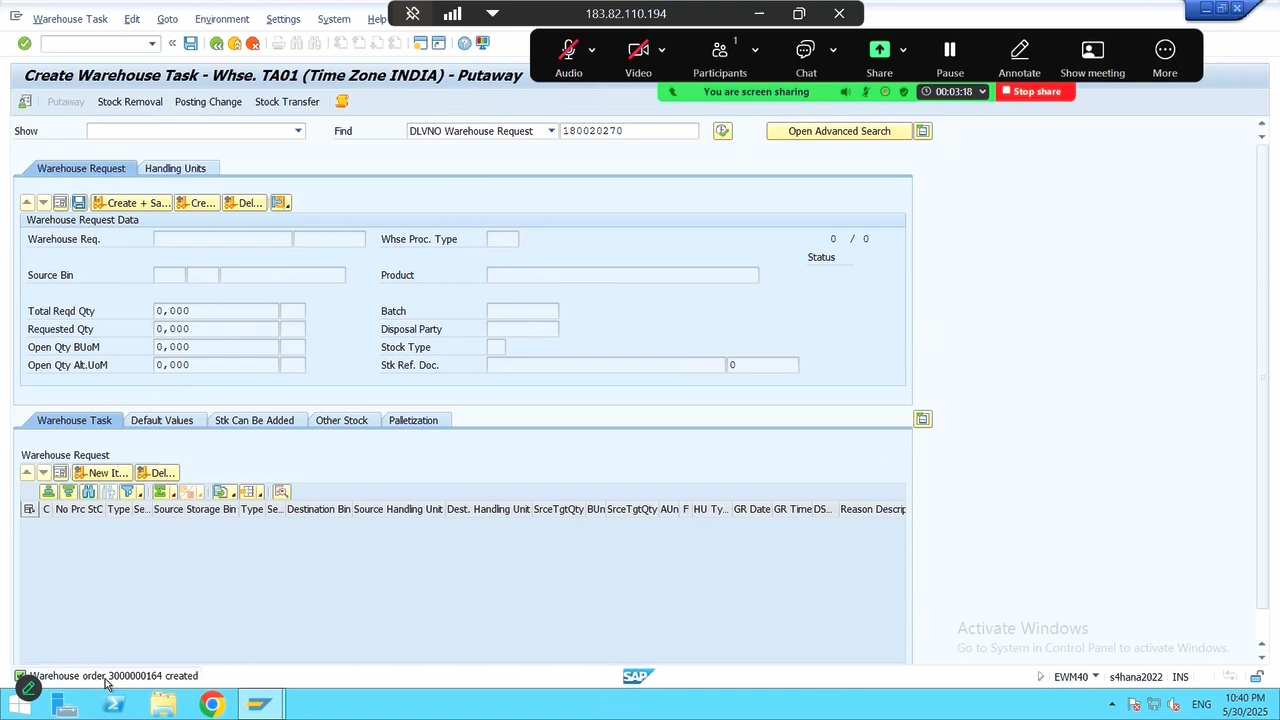 183.82.110.194
Warehouse Task Edit Goto Environment Settings System Help
Audio Video Participants 1 Chat Share Pause Annotate Show meeting More
Create Warehouse Task - Whse. TA01 (Time Zone INDIA) - Putaway
You are screen sharing 00:03:18 Stop share
Putaway Stock Removal Posting Change Stock Transfer
Show Find DLVNO Warehouse Request 180020270 Open Advanced Search
Warehouse Request Handling Units
Create + Sa... Cre... Del...
Warehouse Request Data
Warehouse Req. Whse Proc. Type 0 / 0
Status
Source Bin Product
Total Reqd Qty 0,000 Batch
Requested Qty 0,000 Disposal Party
Open Qty BUoM 0,000 Stock Type
Open Qty Alt.UoM 0,000 Stk Ref. Doc. 0
Warehouse Task Default Values Stk Can Be Added Other Stock Palletization
Warehouse Request
New It... Del...
C No Prc StC Type Se... Source Storage Bin Type Se... Destination Bin Source Handling Unit Dest. Handling Unit SrceTgtQty BUn SrceTgtQty AUn F HU Ty... GR Date GR Time DS... Reason Descrip
Activate Windows
Go to System in Control Panel to activate Windows.
Warehouse order 3000000164 created SAP EWM40 s4hana2022 INS
ENG 10:40 PM
5/30/2025